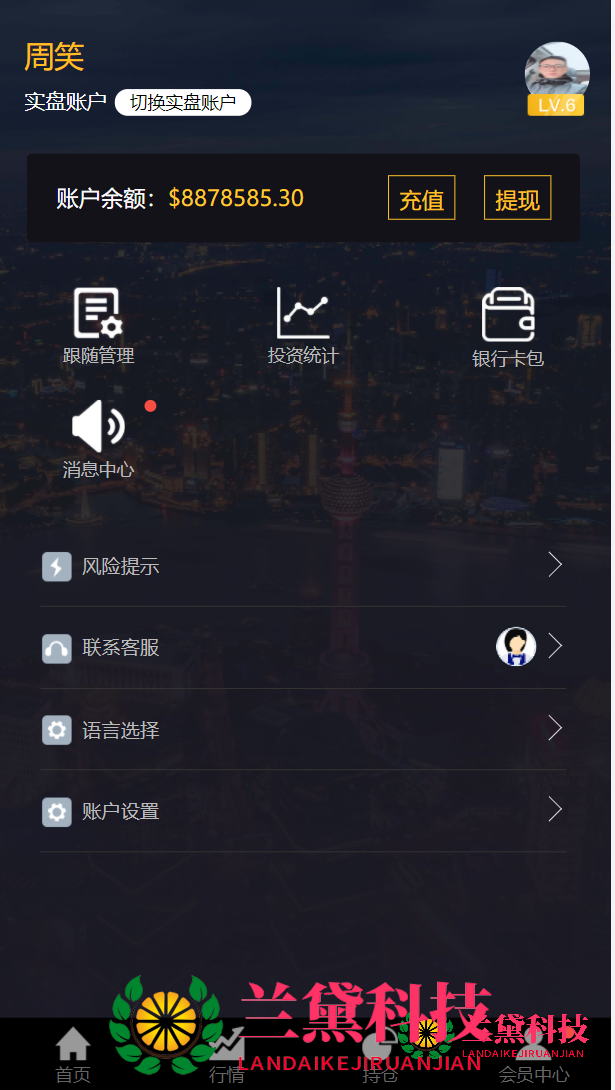 周笑
实盘账户 切换实盘账户
LV.6
账户余额：$8878585.30 充值 提现
跟随管理 投资统计 银行卡包
消息中心
风险提示
联系客服
语言选择
账户设置
兰黛科技
LANDAIKEJIRUANJIAN
兰黛科技
LANDAIKEJIRUANJIAN
首页 行情 持仓 会员中心